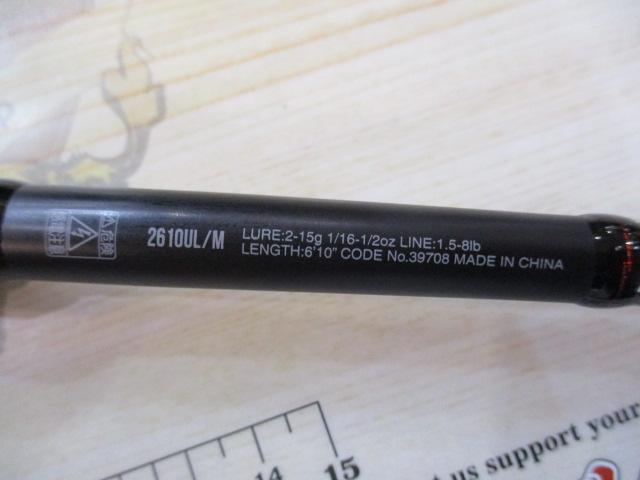 2610UL/M
LURE:2-15g 1/16-1/2oz LINE:1.5-8lb
LENGTH:6'10" CODE No.39708 MADE IN CHINA
14 15
us support your